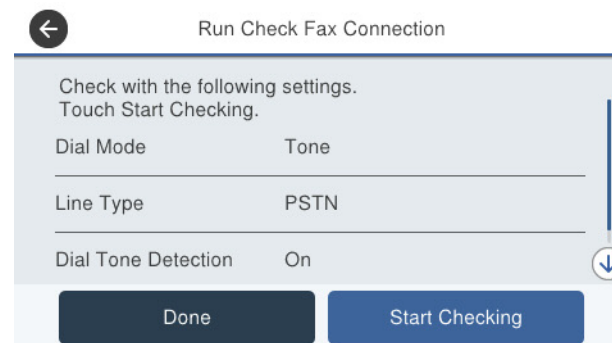 Run Check Fax Connection
Check with the following settings.
Touch Start Checking.
Dial Mode Tone
Line Type PSTN
Dial Tone Detection On
Done Start Checking